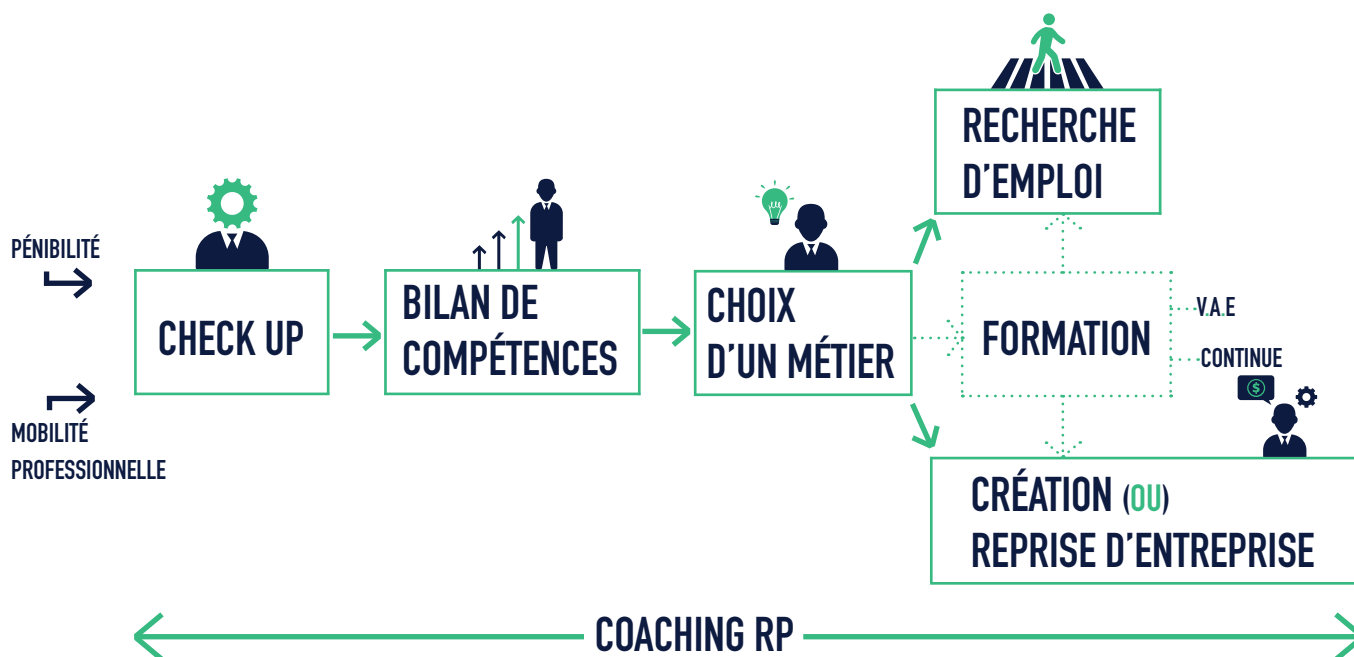 PÉNIBILITÉ
MOBILITÉ
PROFESSIONNELLE
CHECK UP
BILAN DE
COMPÉTENCES
CHOIX
D'UN MÉTIER
RECHERCHE
D'EMPLOI
FORMATION
V.A.E
CONTINUE
$
CRÉATION (OU)
REPRISE D'ENTREPRISE
COACHING RP